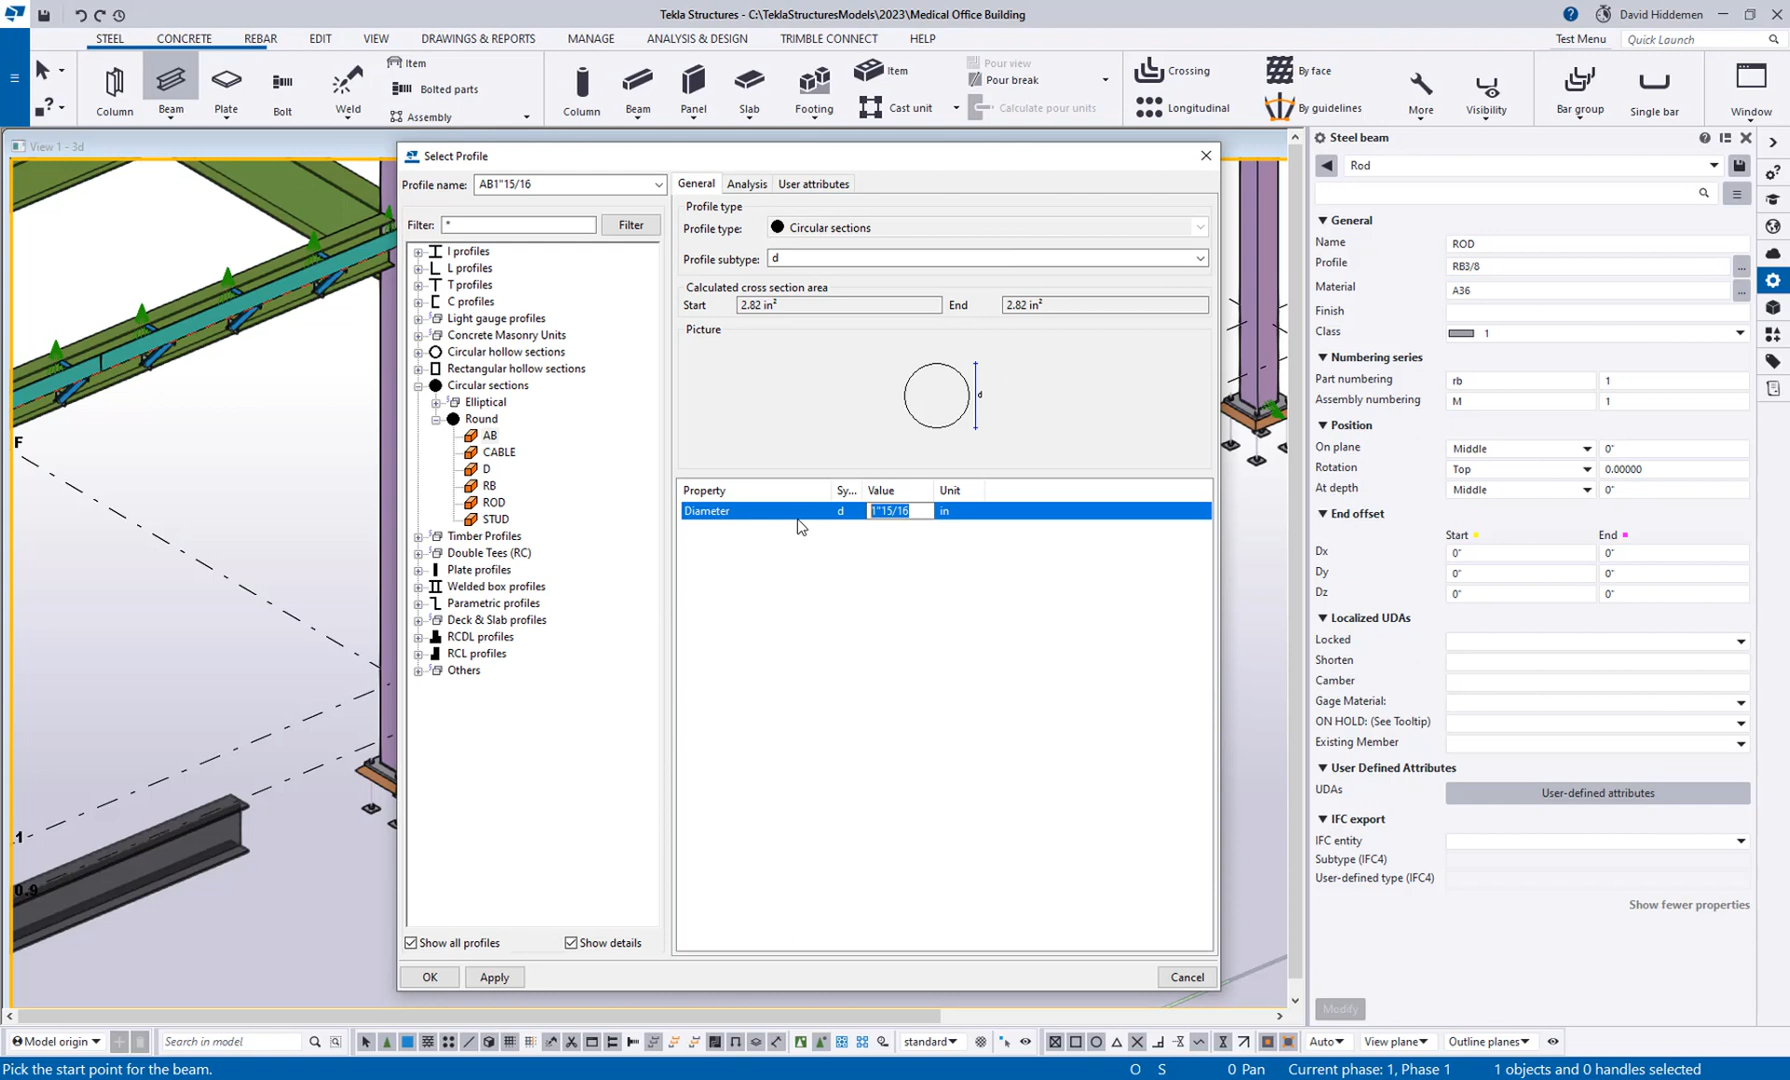 Tekla Structures - C:\TeklaStructuresModels\2023\Medical Office Building
David Hiddemen
STEEL CONCRETE REBAR EDIT VIEW DRAWINGS & REPORTS MANAGE ANALYSIS & DESIGN TRIMBLE CONNECT HELP
Test Menu Quick Launch
Column Beam Plate Bolt Weld
Item
Bolted parts
Assembly
Column Beam Panel Slab Footing
Item
Cast unit
Pour view
Pour break
Calculate pour units
Crossing
Longitudinal
By face
By guidelines
More Visibility Bar group Single bar Window
View 1 - 3d
F
1
0.9
Select Profile
Profile name: AB1"15/16
Filter: * Filter
I profiles
L profiles
T profiles
C profiles
Light gauge profiles
Concrete Masonry Units
Circular hollow sections
Rectangular hollow sections
Circular sections
Elliptical
Round
AB
CABLE
D
RB
ROD
STUD
Timber Profiles
Double Tees (RC)
Plate profiles
Welded box profiles
Parametric profiles
Deck & Slab profiles
RCDL profiles
RCL profiles
Others
Show all profiles Show details
General Analysis User attributes
Profile type
Profile type: Circular sections
Profile subtype: d
Calculated cross section area
Start 2.82 in² End 2.82 in²
Picture
d
Property Sy... Value Unit
Diameter d 1"15/16 in
OK Apply Cancel
Steel beam
Rod
General
Name ROD
Profile RB3/8 ...
Material A36 ...
Finish
Class 1
Numbering series
Part numbering rb 1
Assembly numbering M 1
Position
On plane Middle 0"
Rotation Top 0.00000
At depth Middle 0"
End offset
Start End
Dx 0" 0"
Dy 0" 0"
Dz 0" 0"
Localized UDAs
Locked
Shorten
Camber
Gage Material:
ON HOLD: (See Tooltip)
Existing Member
User Defined Attributes
UDAs User-defined attributes
IFC export
IFC entity
Subtype (IFC4)
User-defined type (IFC4)
Show fewer properties
Modify
Model origin Search in model standard Auto View plane Outline planes
Pick the start point for the beam. O S 0 Pan Current phase: 1, Phase 1 1 objects and 0 handles selected